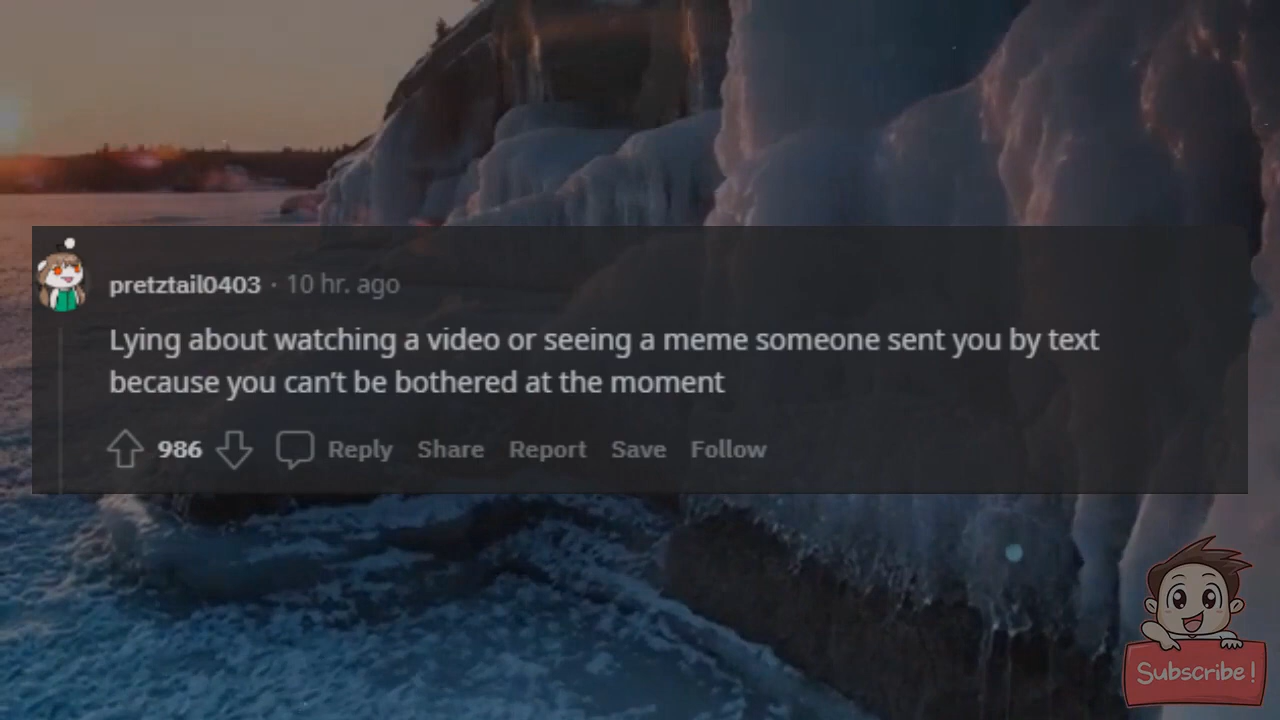 pretztail0403 · 10 hr. ago
Lying about watching a video or seeing a meme someone sent you by text
because you can't be bothered at the moment
986 Reply Share Report Save Follow
Subscribe!